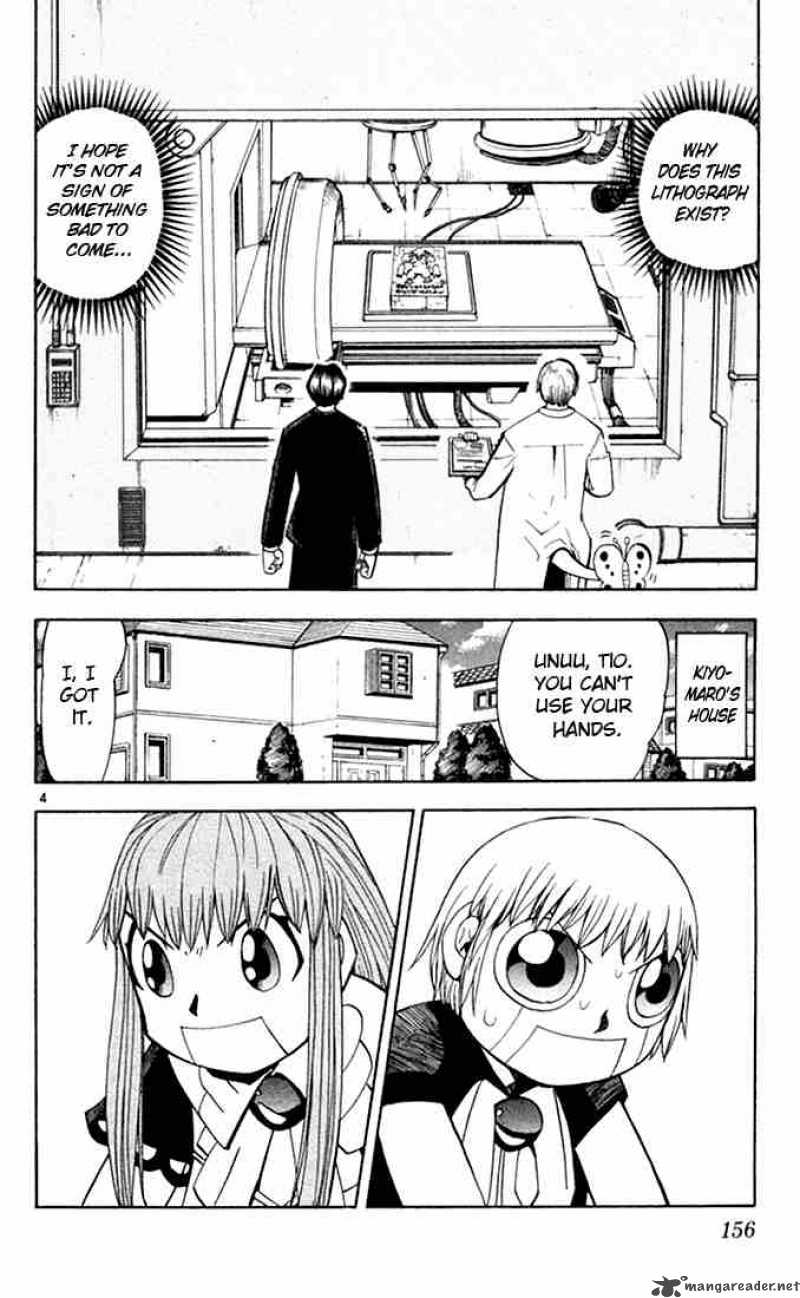 WHY
DOES THIS
LITHOGRAPH
EXIST?
I HOPE
IT'S NOT A
SIGN OF
SOMETHING
BAD TO
COME...
KIYO-
MARO'S
HOUSE
UNUU, TIO.
YOU CAN'T
USE YOUR
HANDS.
I, I
GOT
IT.
4
156
mangareader.net